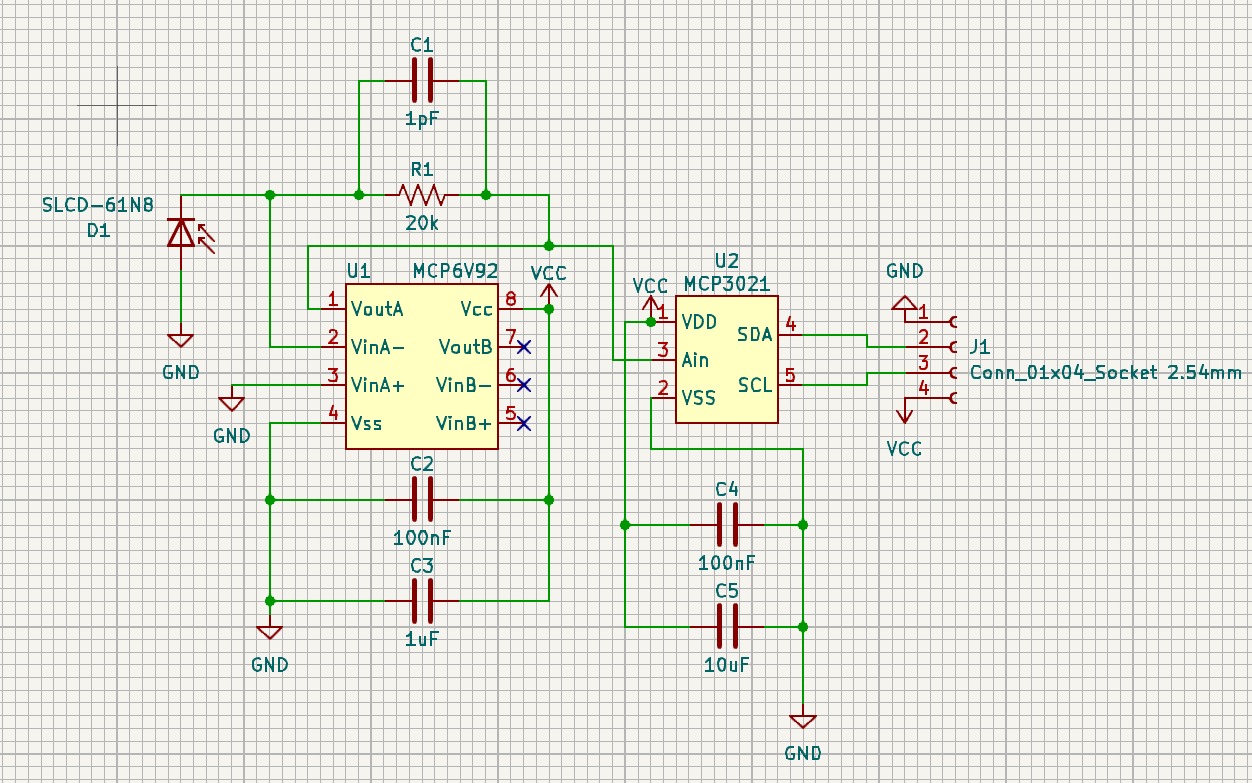 C1
1pF
R1
20k
SLCD-61N8
D1
GND
U1 MCP6V92
VCC
1 VoutA
2 VinA-
3 VinA+
4 Vss
Vcc 8
VoutB 7
VinB- 6
VinB+ 5
GND
C2
100nF
C3
1uF
GND
U2
MCP3021
VCC
1 VDD
3 Ain
2 VSS
SDA 4
SCL 5
C4
100nF
C5
10uF
GND
GND
1
2
3
4
J1
Conn_01x04_Socket 2.54mm
VCC